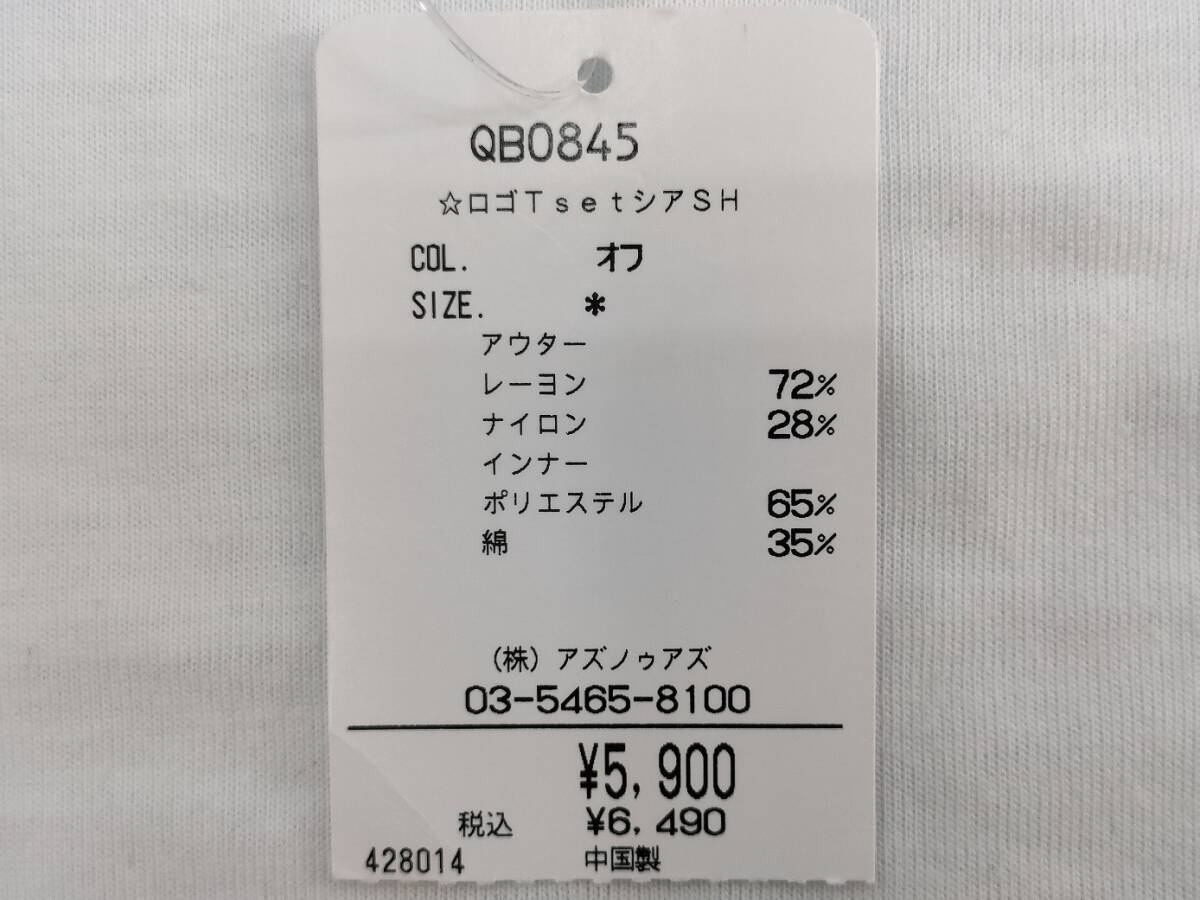 QB0845
☆ロゴTsetシアSH
COL. オフ
SIZE. *
アウター
レーヨン 72%
ナイロン 28%
インナー
ポリエステル 65%
綿 35%
(株)アズノゥアズ
03-5465-8100
¥5,900
税込 ¥6,490
428014 中国製